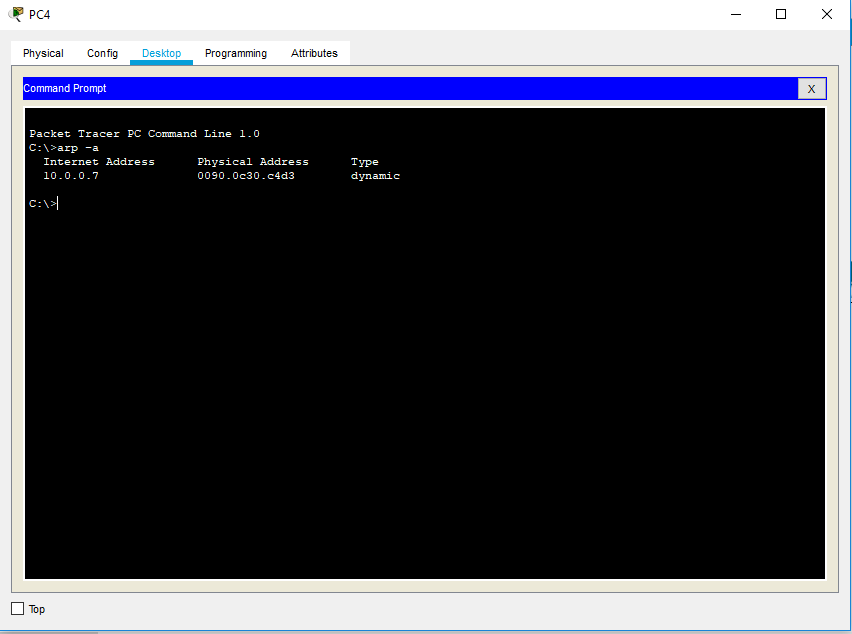 PC4
Physical Config Desktop Programming Attributes
Command Prompt X
Packet Tracer PC Command Line 1.0
C:\>arp -a
Internet Address Physical Address Type
10.0.0.7 0090.0c30.c4d3 dynamic
C:\>
Top